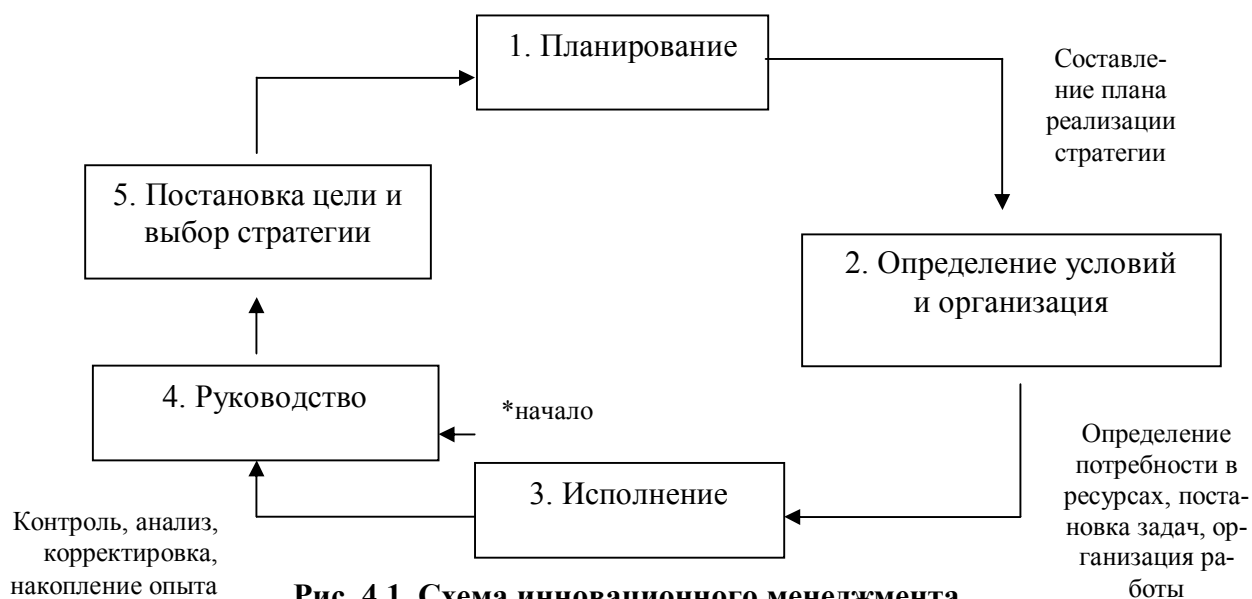 1. Планирование
Составле-
ние плана
реализации
стратегии
5. Постановка цели и
выбор стратегии
2. Определение условий
и организация
4. Руководство
*начало
3. Исполнение
Определение
потребности в
ресурсах, поста-
новка задач, ор-
ганизация ра-
боты
Контроль, анализ,
корректировка,
накопление опыта
Рис. 4.1. Схема инновационного менеджмента